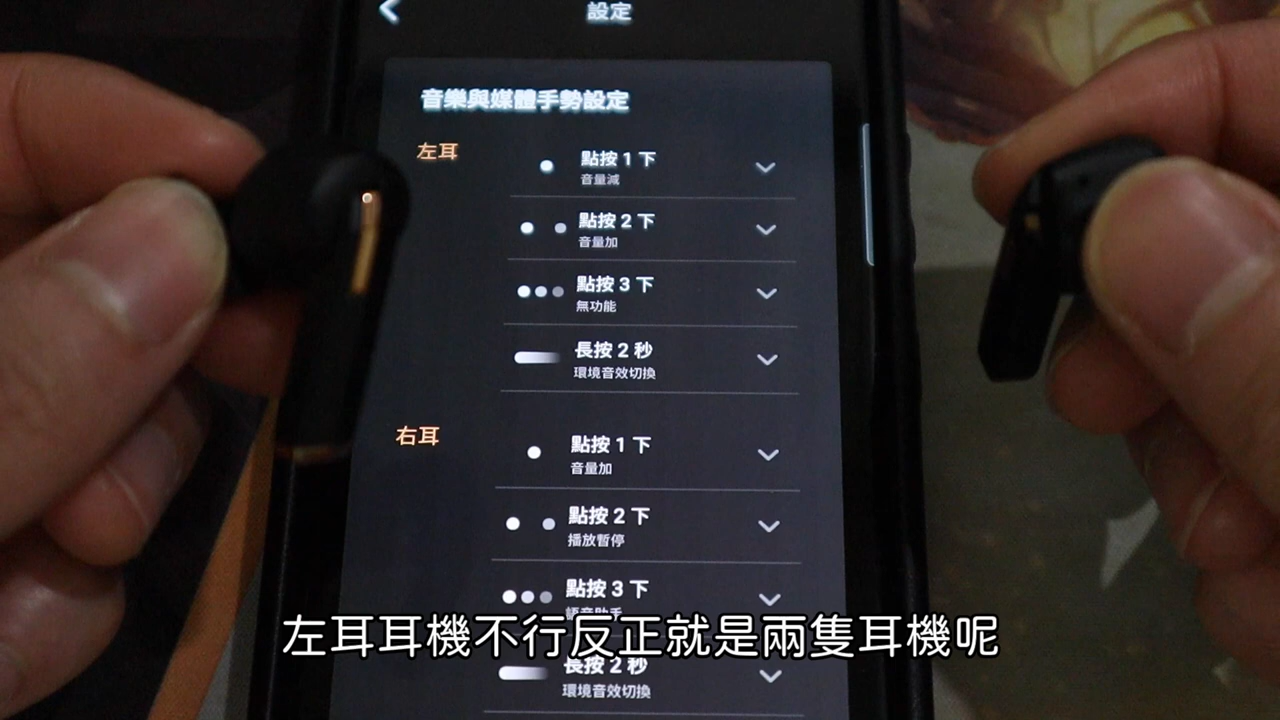 設定
音樂與媒體手勢設定
左耳
點按 1 下
音量減
點按 2 下
音量加
點按 3 下
無功能
長按 2 秒
環境音效切換
右耳
點按 1 下
音量加
點按 2 下
播放暫停
點按 3 下
語音助手
左耳耳機不行反正就是兩隻耳機呢
長按 2 秒
環境音效切換